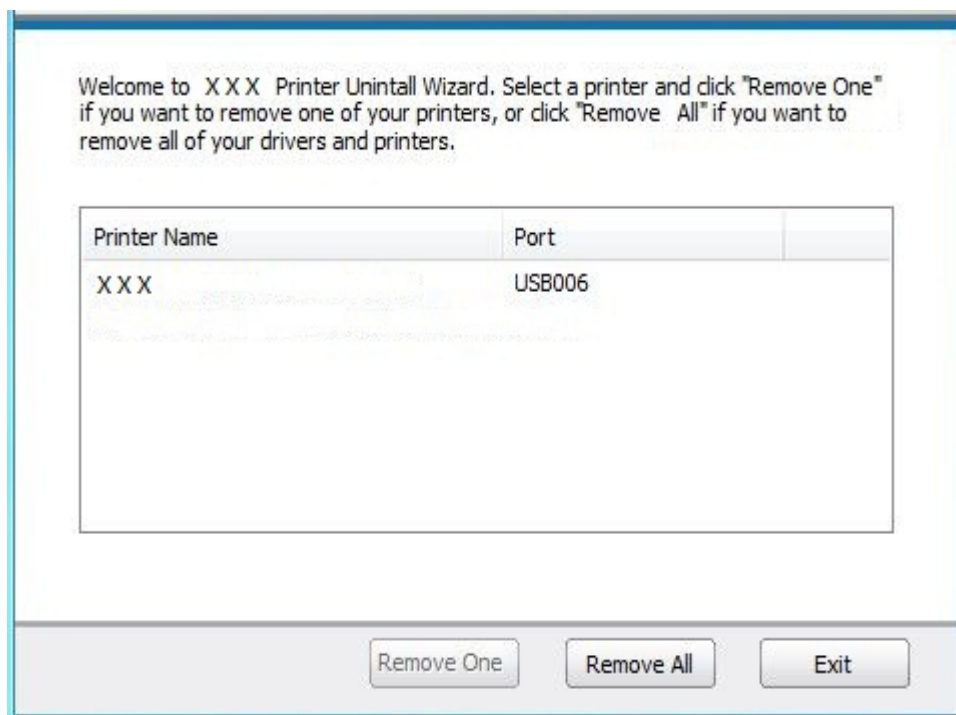 Welcome to X X X Printer Unintall Wizard. Select a printer and click "Remove One"
if you want to remove one of your printers, or click "Remove All" if you want to
remove all of your drivers and printers.
Printer Name Port
X X X USB006
Remove One Remove All Exit